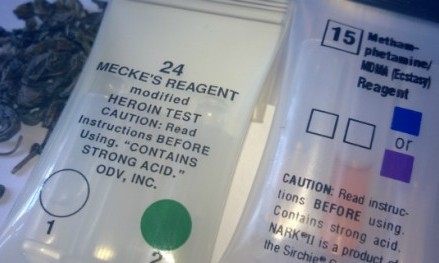 24
MECKE'S REAGENT
modified
HEROIN TEST
CAUTION: Read
Instructions BEFORE
Using. "CONTAINS
STRONG ACID."
ODV, INC.
1
2
15
Metham-
phetamine/
MDMA (Ecstasy)
Reagent
or
CAUTION: Read instruc-
tions BEFORE using.
Contains strong acid.
NARK®II is a product of
the Sirchie®